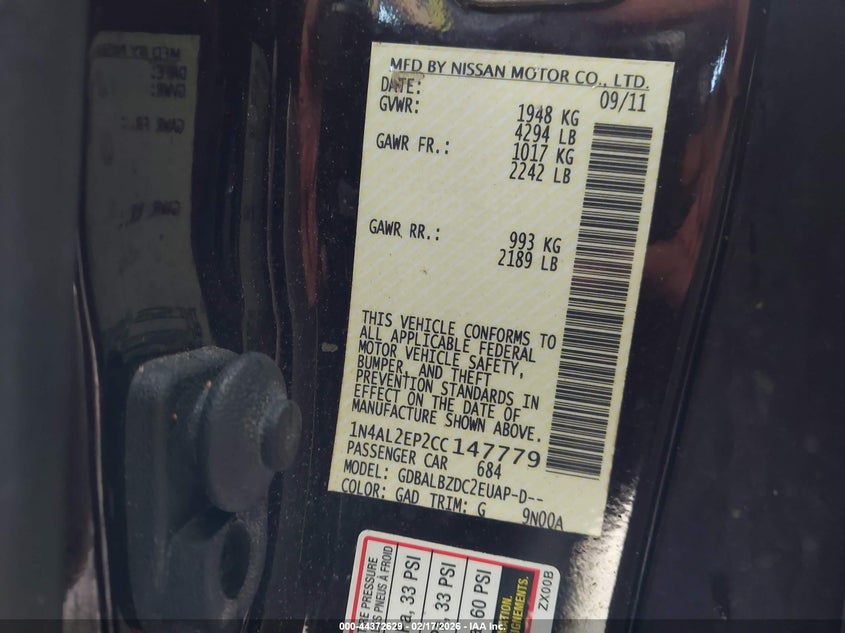 MFD BY NISSAN MOTOR CO., LTD.
DATE: 09/11
GVWR: 1948 KG
4294 LB
GAWR FR.: 1017 KG
2242 LB
GAWR RR.: 993 KG
2189 LB
THIS VEHICLE CONFORMS TO
ALL APPLICABLE FEDERAL
MOTOR VEHICLE SAFETY,
BUMPER, AND THEFT
PREVENTION STANDARDS IN
EFFECT ON THE DATE OF
MANUFACTURE SHOWN ABOVE.
1N4AL2EP2CC147779
PASSENGER CAR 684
MODEL: GDBALBZDC2EUAP-D--
COLOR: GAD TRIM: G 9N00A
PRESSURE
PNEUS À FROID
33 PSI
33 PSI
60 PSI
ZX00B
000-44372629 - 02/17/2026 - IAA, Inc.